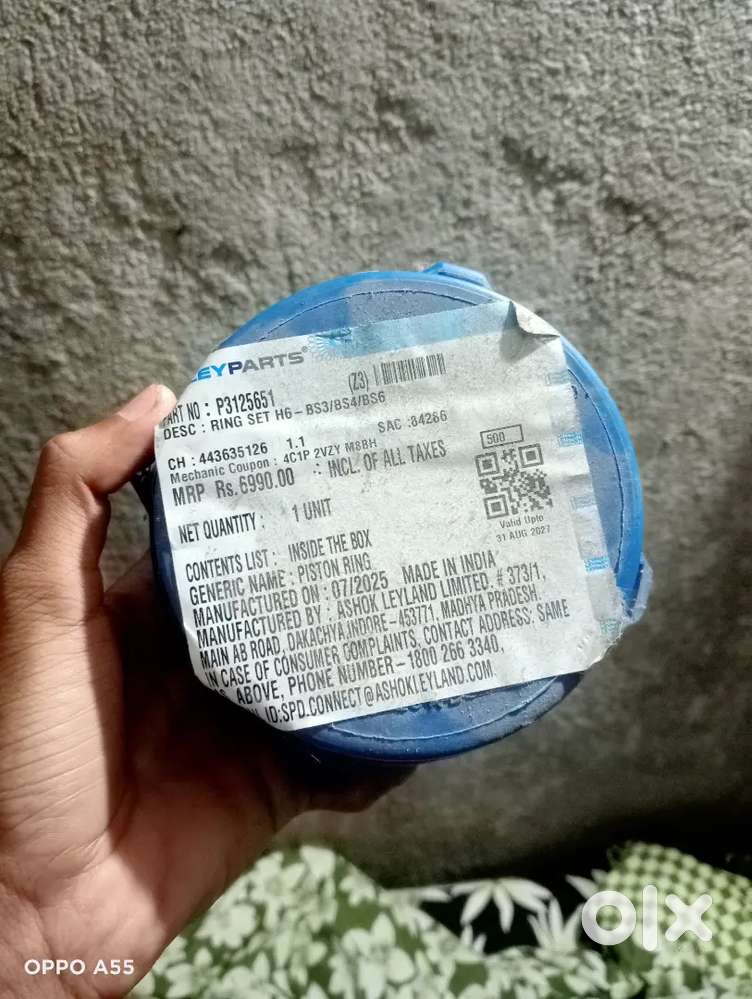 LEYPARTS®
(Z3)
PART NO : P3125651
DESC : RING SET H6-BS3/BS4/BS6
SAC :84286
CH : 443635126 1.1
Mechanic Coupon : 4C1P 2VZY M8BH
MRP Rs.6990.00 INCL. OF ALL TAXES
500
NET QUANTITY : 1 UNIT
Valid Upto
31 AUG 2027
CONTENTS LIST : INSIDE THE BOX
GENERIC NAME : PISTON RING
MANUFACTURED ON : 07/2025 MADE IN INDIA
MANUFACTURED BY : ASHOK LEYLAND LIMITED, # 373/1,
MAIN AB ROAD, DAKACHYA,INDORE-453771, MADHYA PRADESH
IN CASE OF CONSUMER COMPLAINTS, CONTACT ADDRESS: SAME
ABOVE, PHONE NUMBER-1800 266 3340,
ID:SPD.CONNECT@ASHOKLEYLAND.COM
olx
OPPO A55